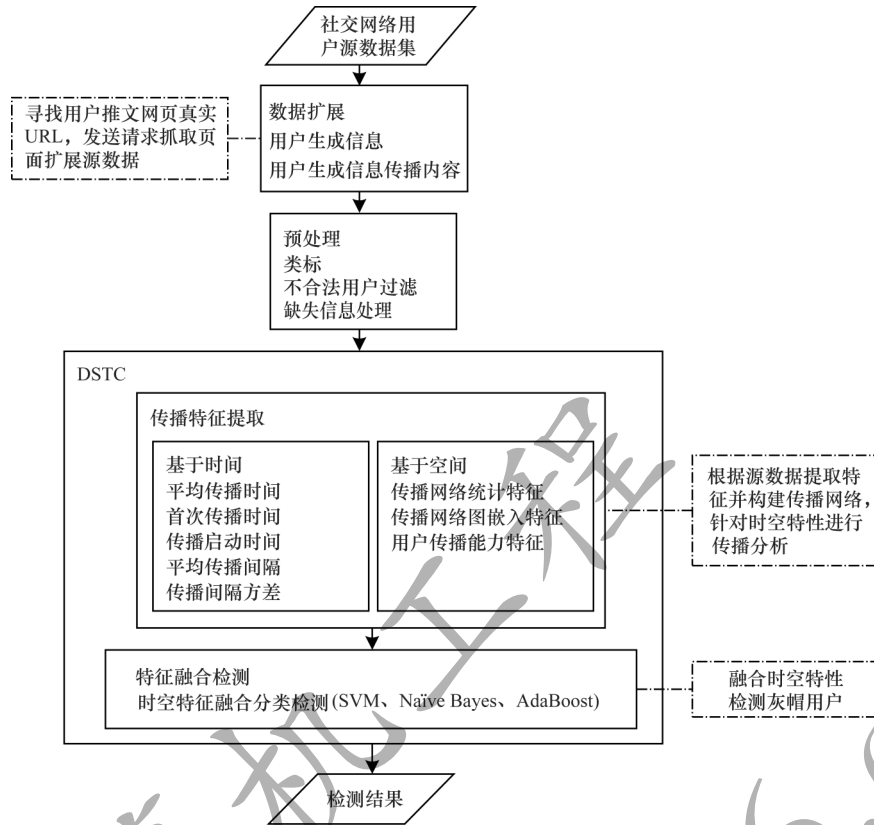 社交网络用
户源数据集
寻找用户推文网页真实
URL，发送请求抓取页
面扩展源数据
数据扩展
用户生成信息
用户生成信息传播内容
预处理
类标
不合法用户过滤
缺失信息处理
DSTC
传播特征提取
基于时间
平均传播时间
首次传播时间
传播启动时间
平均传播间隔
传播间隔方差
基于空间
传播网络统计特征
传播网络图嵌入特征
用户传播能力特征
根据源数据提取特
征并构建传播网络，
针对时空特性进行
传播分析
特征融合检测
时空特征融合分类检测(SVM、Naïve Bayes、AdaBoost)
融合时空特性
检测灰帽用户
检测结果
机工程